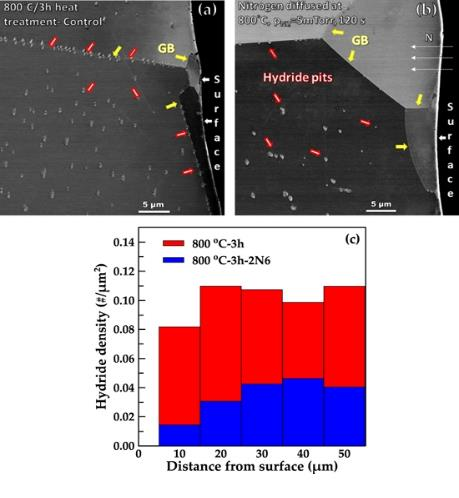 800 C/3h heat
treatment- Control
(a)
GB
Surface
5 µm
Nitrogen diffused at
800°C,
120 s
(b)
GB
N
Hydride pits
Surface
5 µm
(c)
800 °C-3h
800 °C-3h-2N6
Hydride density (#/µm²)
0.14
0.12
0.10
0.08
0.06
0.04
0.02
0.00
0 10 20 30 40 50
Distance from surface (µm)